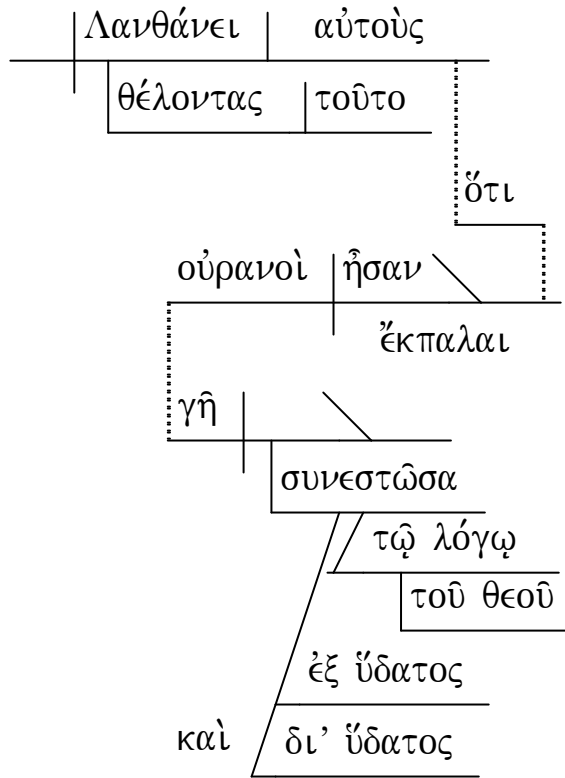 Λανθάνει αὐτοὺς
θέλοντας τοῦτο
ὅτι
οὐρανοὶ ἦσαν
ἔκπαλαι
γῆ
συνεστῶσα
τῷ λόγῳ
τοῦ θεοῦ
ἐξ ὕδατος
καὶ δι’ ὕδατος